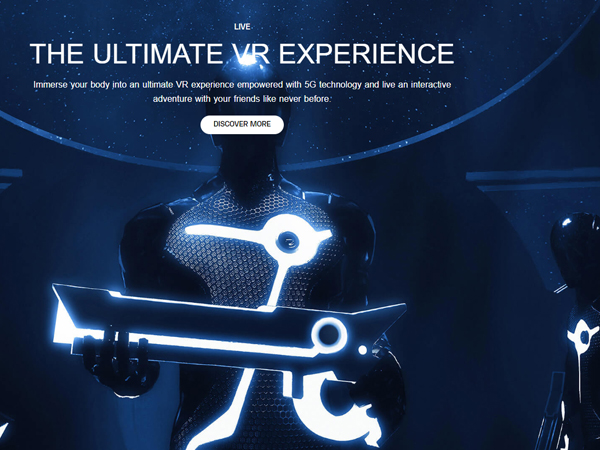 LIVE
THE ULTIMATE VR EXPERIENCE
Immerse your body into an ultimate VR experience empowered with 5G technology and live an interactive
adventure with your friends like never before.
DISCOVER MORE